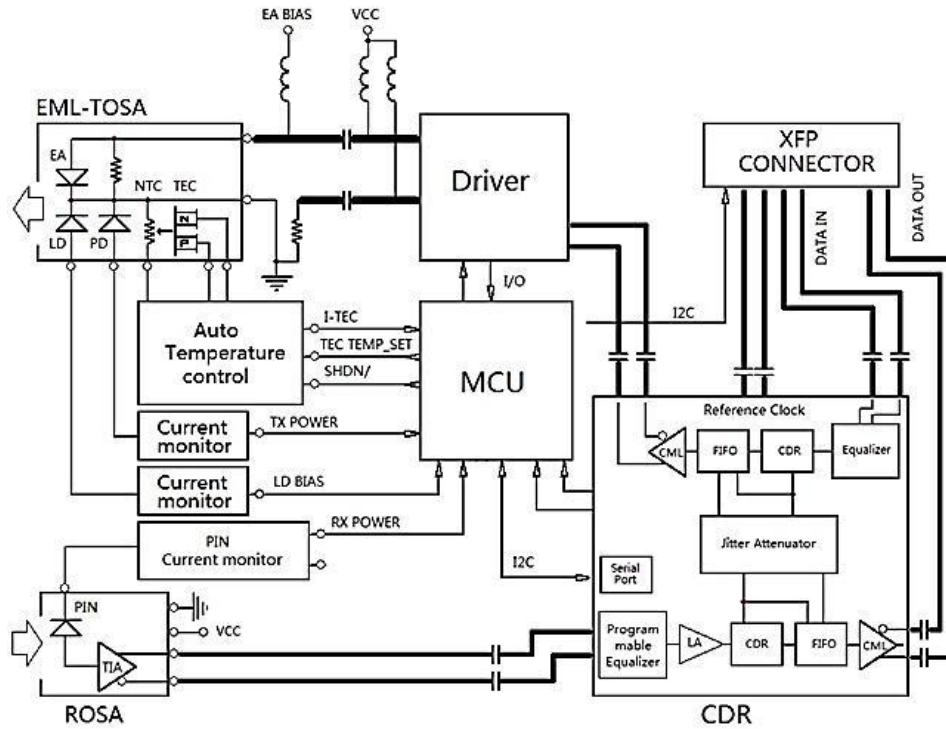 EA BIAS
VCC
EML-TOSA
EA
NTC TEC
N
P
LD
PD
Driver
XFP
CONNECTOR
DATA IN
DATA OUT
I/O
I2C
Auto
Temperature
control
I-TEC
TEC TEMP_SET
SHDN/
MCU
Current
monitor
TX POWER
Current
monitor
LD BIAS
PIN
Current monitor
RX POWER
I2C
Reference Clock
CML
FIFO
CDR
Equalizer
Jitter Attenuator
Serial
Port
PIN
VCC
TIA
ROSA
Program
mable
Equalizer
LA
CDR
FIFO
CML
CDR